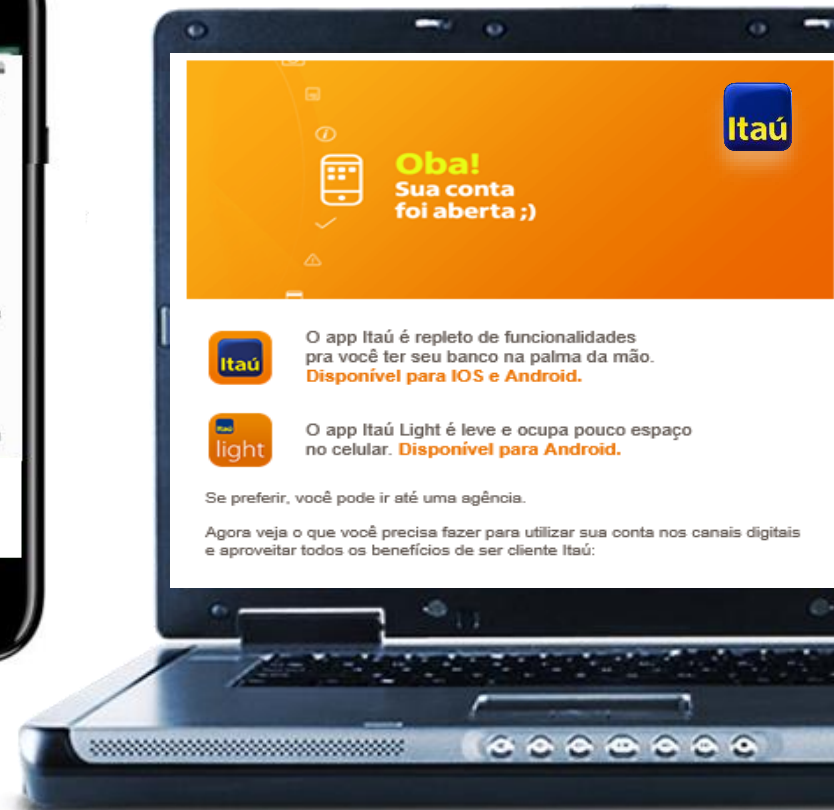 Itaú
Oba!
Sua conta
foi aberta ;)
Itaú
O app Itaú é repleto de funcionalidades
pra você ter seu banco na palma da mão.
Disponível para IOS e Android.
Itaú
light
O app Itaú Light é leve e ocupa pouco espaço
no celular. Disponível para Android.
Se preferir, você pode ir até uma agência.
Agora veja o que você precisa fazer para utilizar sua conta nos canais digitais
e aproveitar todos os benefícios de ser cliente Itaú: